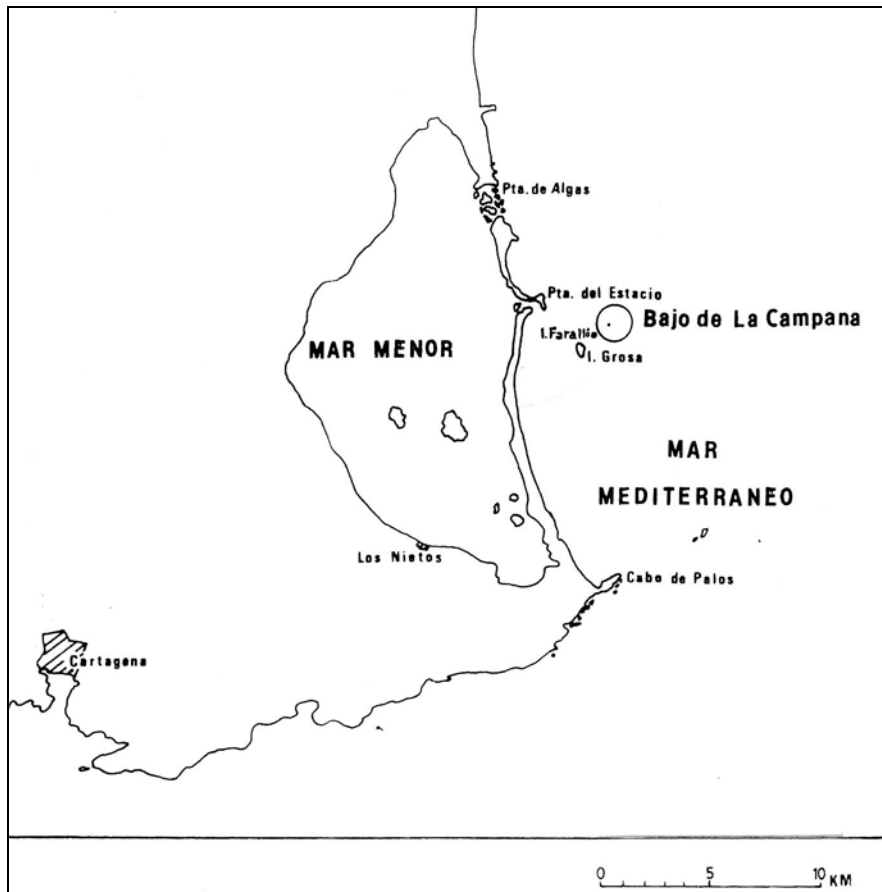 Pta. de Algas
Pta. del Estacio
Bajo de La Campana
I. Farallón
I. Grosa
MAR MENOR
MAR
MEDITERRANEO
Los Nietos
Cabo de Palos
Cartagena
0 5 10 KM